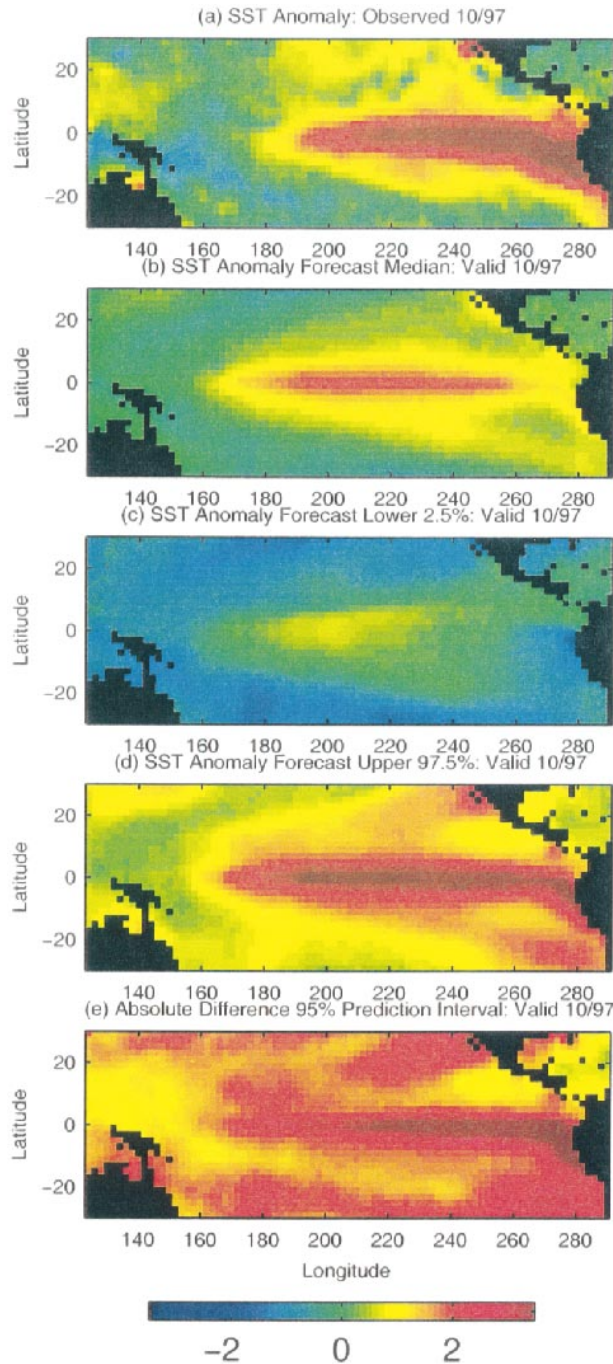 (a) SST Anomaly: Observed 10/97
Latitude
20
0
-20
140 160 180 200 220 240 260 280
(b) SST Anomaly Forecast Median: Valid 10/97
Latitude
20
0
-20
140 160 180 200 220 240 260 280
(c) SST Anomaly Forecast Lower 2.5%: Valid 10/97
Latitude
20
0
-20
140 160 180 200 220 240 260 280
(d) SST Anomaly Forecast Upper 97.5%: Valid 10/97
Latitude
20
0
-20
140 160 180 200 220 240 260 280
(e) Absolute Difference 95% Prediction Interval: Valid 10/97
Latitude
20
0
-20
140 160 180 200 220 240 260 280
Longitude
-2 0 2